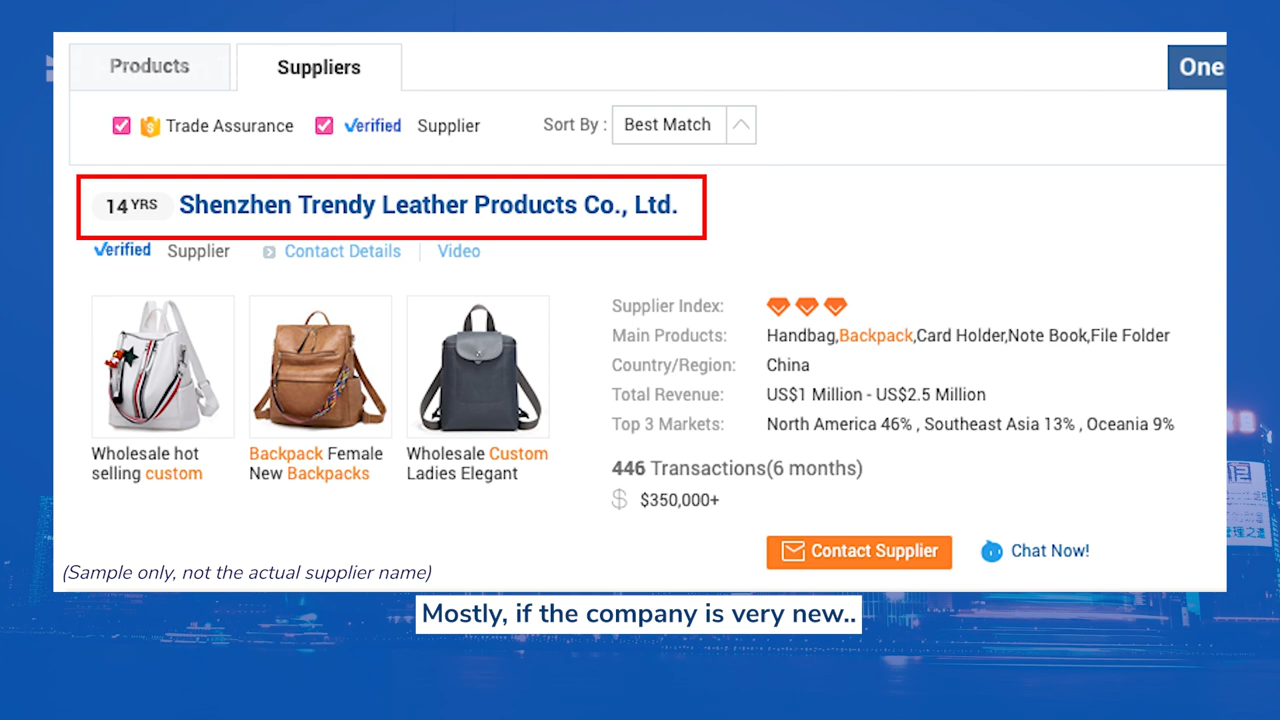 Products
Suppliers
One
Trade Assurance
Verified Supplier
Sort By :
Best Match
14 YRS Shenzhen Trendy Leather Products Co., Ltd.
Verified Supplier
Contact Details
Video
Wholesale hot
selling custom
Backpack Female
New Backpacks
Wholesale Custom
Ladies Elegant
Supplier Index:
Main Products: Handbag,Backpack,Card Holder,Note Book,File Folder
Country/Region: China
Total Revenue: US$1 Million - US$2.5 Million
Top 3 Markets: North America 46% , Southeast Asia 13% , Oceania 9%
446 Transactions(6 months)
$350,000+
Contact Supplier
Chat Now!
(Sample only, not the actual supplier name)
Mostly, if the company is very new..